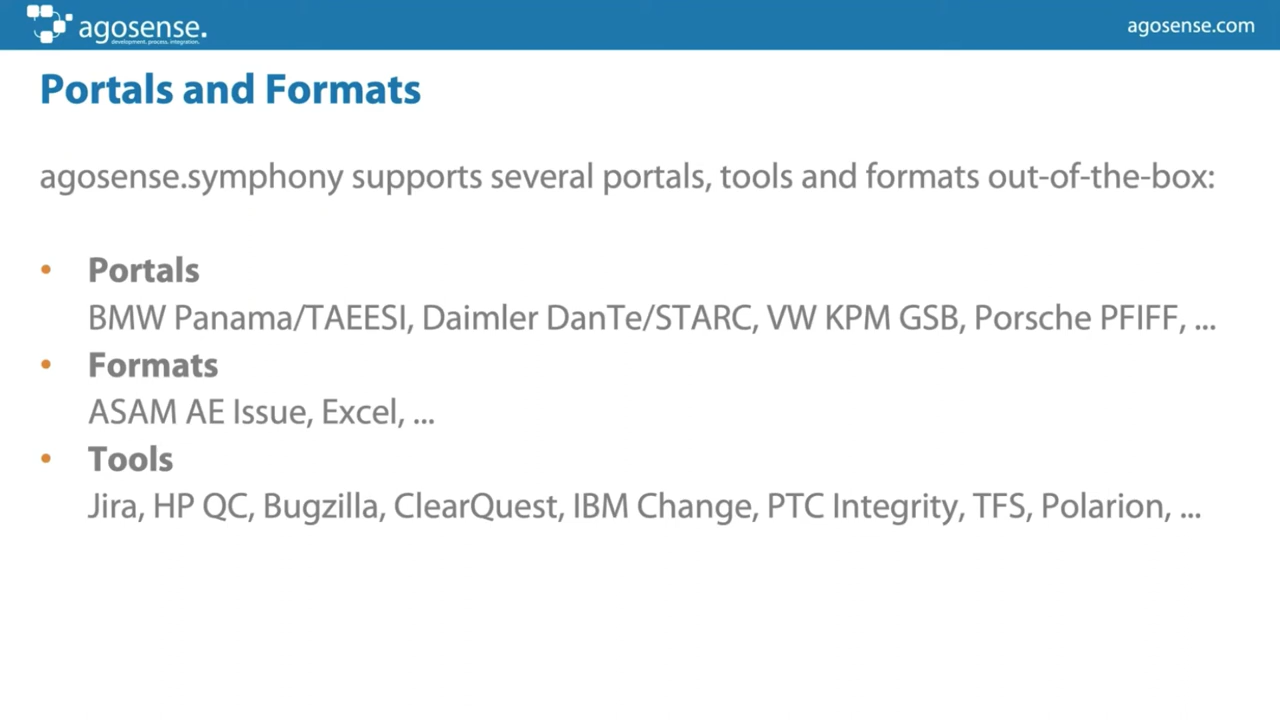 agosense.
development. process. integration.
agosense.com
Portals and Formats
agosense.symphony supports several portals, tools and formats out-of-the-box:
• Portals
BMW Panama/TAEESI, Daimler DanTe/STARC, VW KPM GSB, Porsche PFIFF, ...
• Formats
ASAM AE Issue, Excel, ...
• Tools
Jira, HP QC, Bugzilla, ClearQuest, IBM Change, PTC Integrity, TFS, Polarion, ...